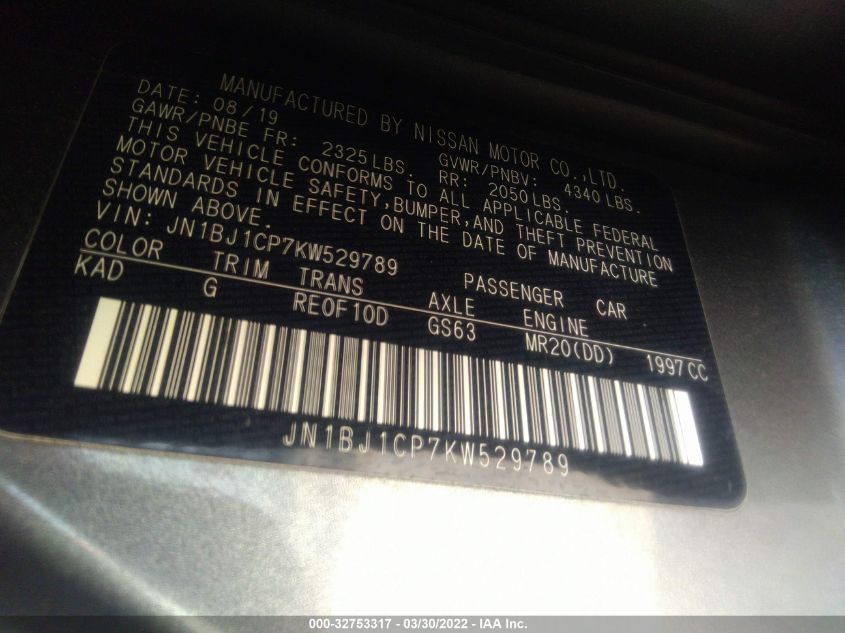 MANUFACTURED BY NISSAN MOTOR CO.,LTD.
DATE: 08/19 GVWR/PNBV: 4340 LBS.
GAWR/PNBE FR: 2325LBS. RR: 2050LBS.
THIS VEHICLE CONFORMS TO ALL APPLICABLE FEDERAL
MOTOR VEHICLE SAFETY,BUMPER,AND THEFT PREVENTION
STANDARDS IN EFFECT ON THE DATE OF MANUFACTURE
SHOWN ABOVE.
VIN: JN1BJ1CP7KW529789 PASSENGER CAR
COLOR TRIM TRANS AXLE ENGINE
KAD G RE0F10D GS63 MR20(DD) 1997CC
JN1BJ1CP7KW529789
000-32753317 - 03/30/2022 - IAA Inc.